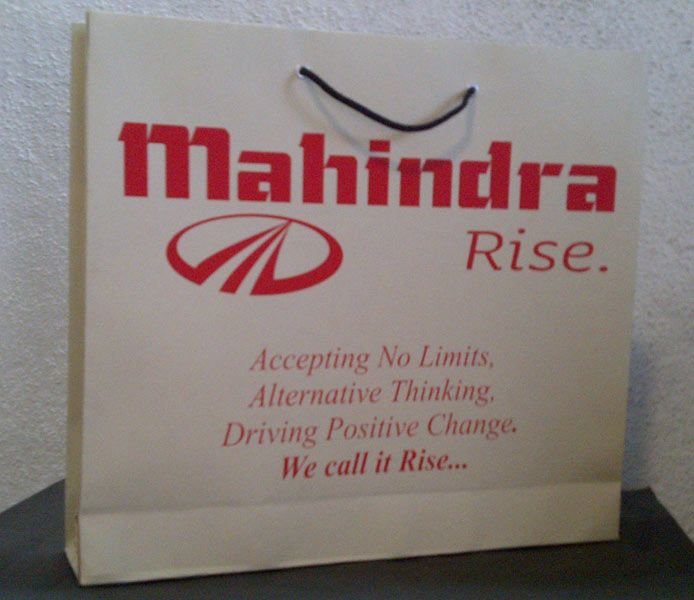 Mahindra
Rise.
Accepting No Limits,
Alternative Thinking,
Driving Positive Change.
We call it Rise...